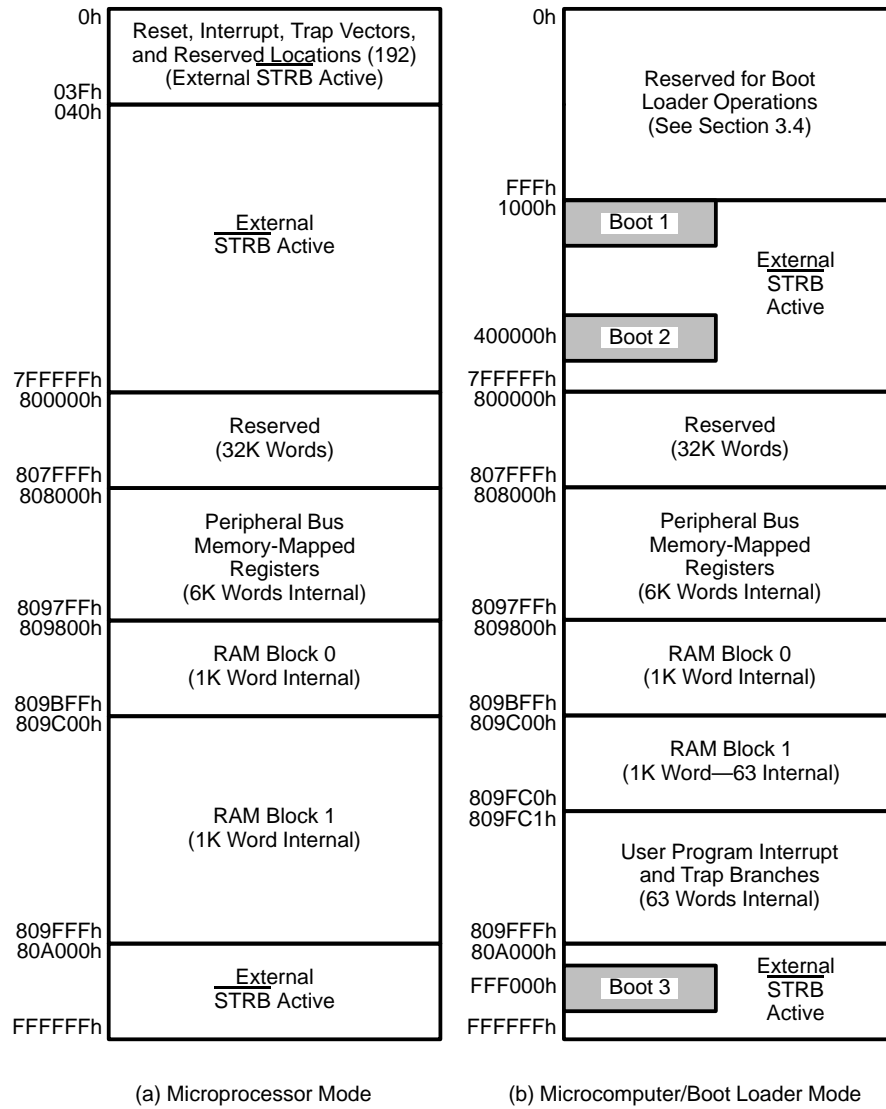 0h
Reset, Interrupt, Trap Vectors,
and Reserved Locations (192)
(External STRB Active)
03Fh
040h
External
STRB Active
7FFFFFh
800000h
Reserved
(32K Words)
807FFFh
808000h
Peripheral Bus
Memory-Mapped
Registers
(6K Words Internal)
8097FFh
809800h
RAM Block 0
(1K Word Internal)
809BFFh
809C00h
RAM Block 1
(1K Word Internal)
809FFFh
80A000h
External
STRB Active
FFFFFFh
(a) Microprocessor Mode
0h
Reserved for Boot
Loader Operations
(See Section 3.4)
FFFh
1000h
Boot 1
External
STRB
Active
400000h
Boot 2
7FFFFFh
800000h
Reserved
(32K Words)
807FFFh
808000h
Peripheral Bus
Memory-Mapped
Registers
(6K Words Internal)
8097FFh
809800h
RAM Block 0
(1K Word Internal)
809BFFh
809C00h
RAM Block 1
(1K Word—63 Internal)
809FC0h
809FC1h
User Program Interrupt
and Trap Branches
(63 Words Internal)
809FFFh
80A000h
External
STRB
Active
FFF000h
Boot 3
FFFFFFh
(b) Microcomputer/Boot Loader Mode